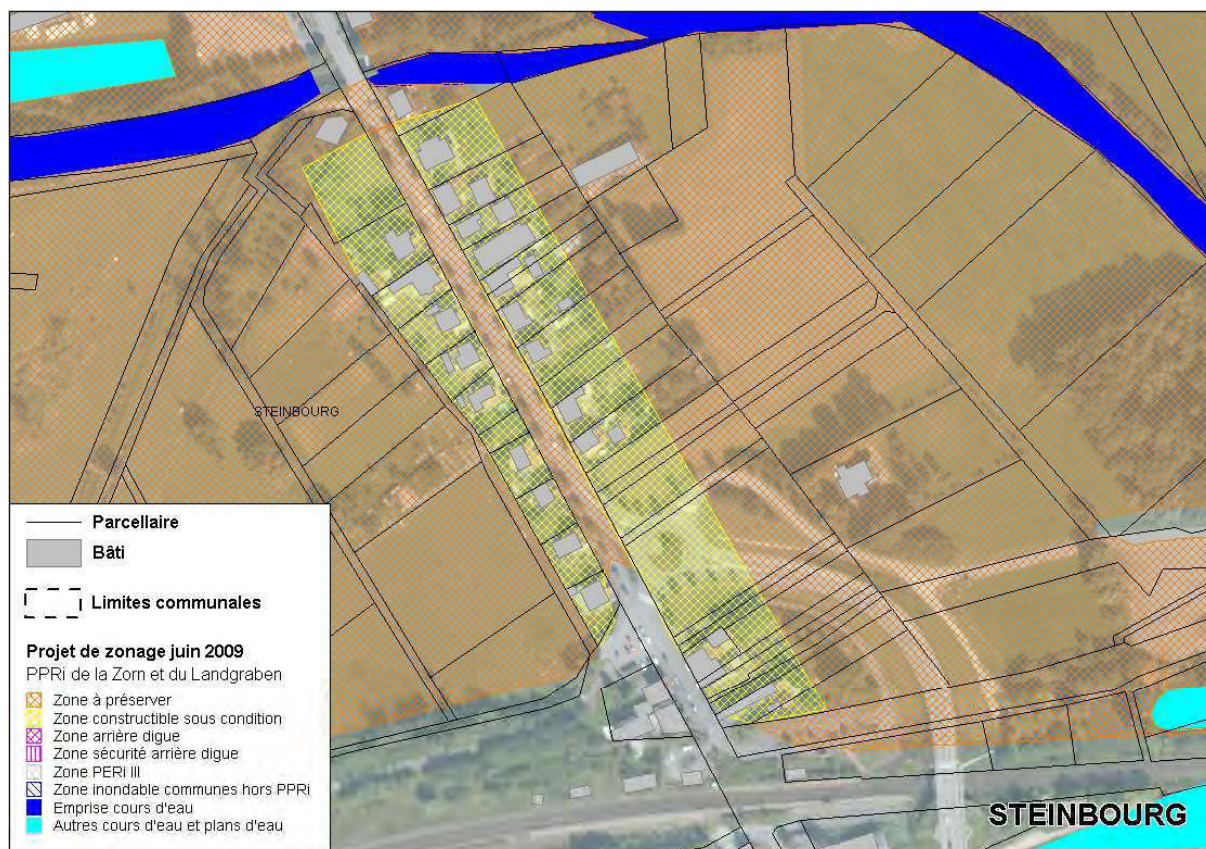 STEINBOURG
Parcellaire
Bâti
Limites communales
Projet de zonage juin 2009
PPRi de la Zorn et du Landgraben
Zone à préserver
Zone constructible sous condition
Zone arrière digue
Zone sécurité arrière digue
Zone PERi III
Zone inondable communes hors PPRi
Emprise cours d'eau
Autres cours d'eau et plans d'eau
STEINBOURG